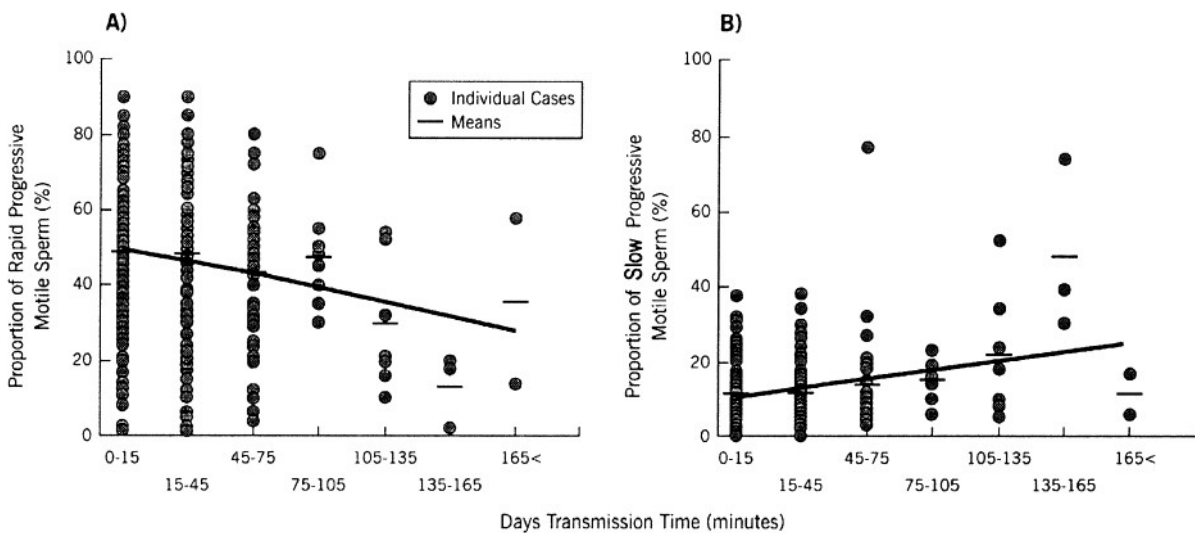 A)
100
80
60
40
20
0
Proportion of Rapid Progressive
Motile Sperm (%)
Individual Cases
Means
0-15
45-75
105-135
165<
15-45
75-105
135-165
B)
100
80
60
40
20
0
Proportion of Slow Progressive
Motile Sperm (%)
0-15
45-75
105-135
165<
15-45
75-105
135-165
Days Transmission Time (minutes)